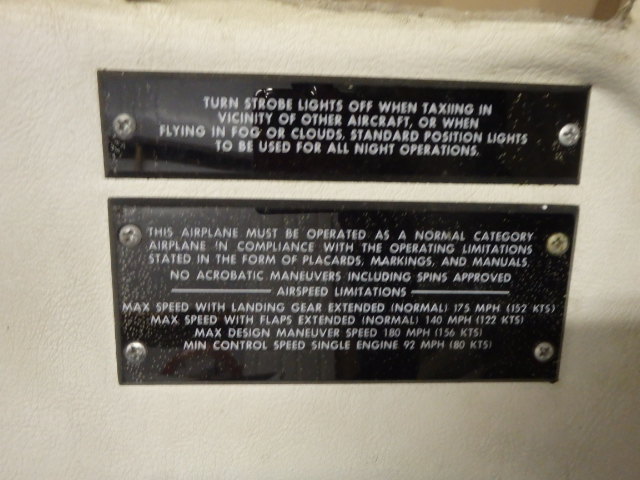 TURN STROBE LIGHTS OFF WHEN TAXIING IN
VICINITY OF OTHER AIRCRAFT, OR WHEN
FLYING IN FOG OR CLOUDS. STANDARD POSITION LIGHTS
TO BE USED FOR ALL NIGHT OPERATIONS.
THIS AIRPLANE MUST BE OPERATED AS A NORMAL CATEGORY
AIRPLANE IN COMPLIANCE WITH THE OPERATING LIMITATIONS
STATED IN THE FORM OF PLACARDS, MARKINGS, AND MANUALS.
NO ACROBATIC MANEUVERS INCLUDING SPINS APPROVED
AIRSPEED LIMITATIONS
MAX SPEED WITH LANDING GEAR EXTENDED (NORMAL) 175 MPH (152 KTS)
MAX SPEED WITH FLAPS EXTENDED (NORMAL) 140 MPH (122 KTS)
MAX DESIGN MANEUVER SPEED 180 MPH (156 KTS)
MIN CONTROL SPEED SINGLE ENGINE 92 MPH (80 KTS)